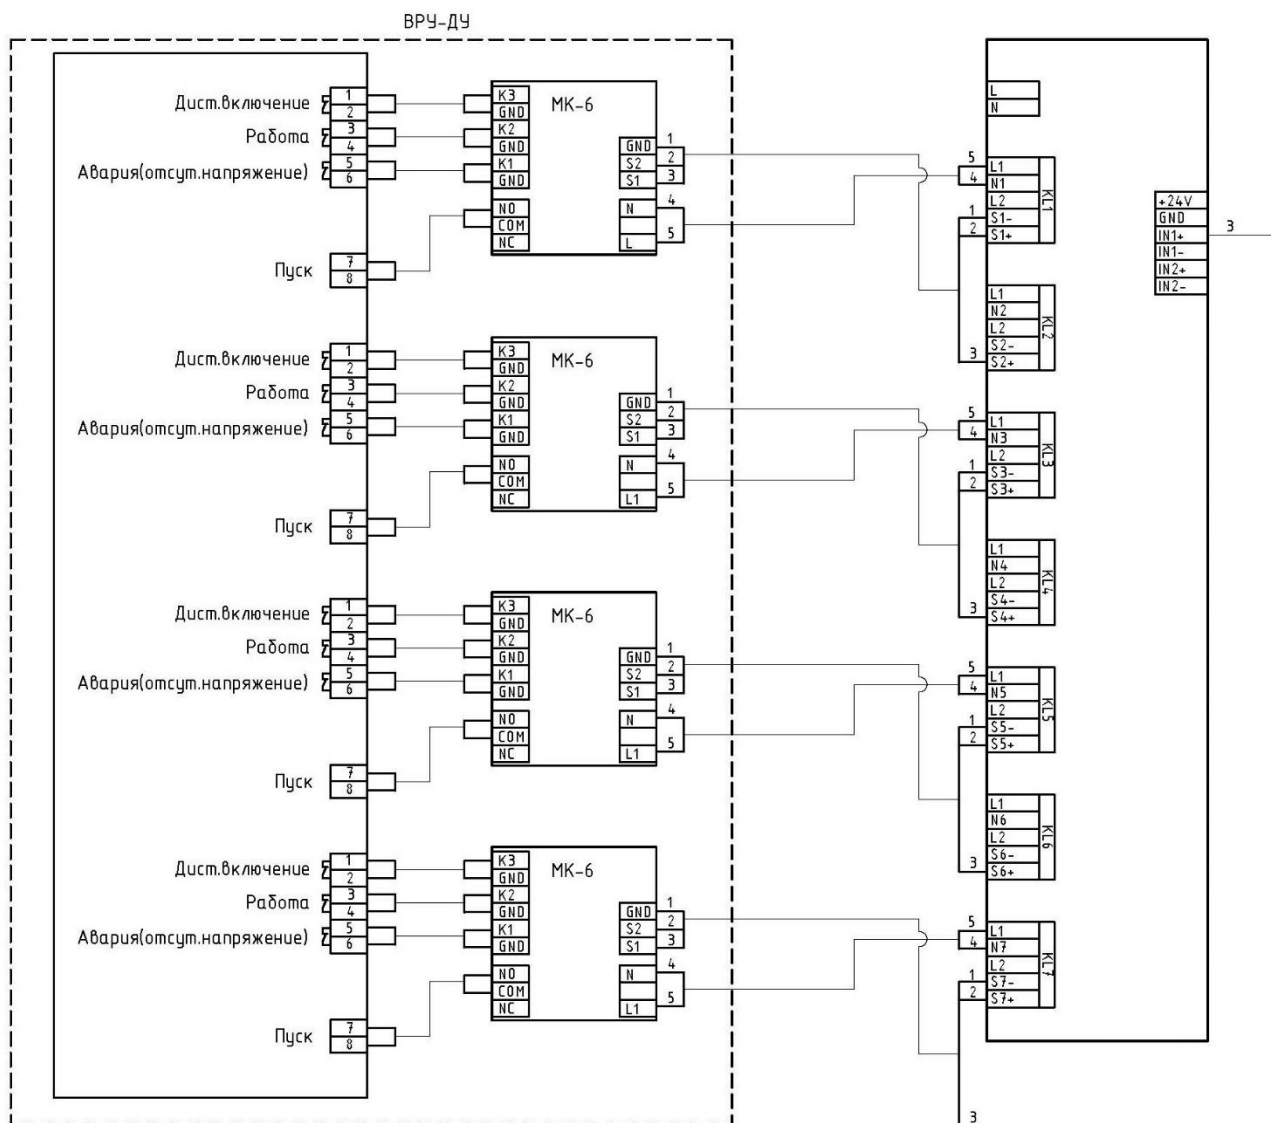 ВРУ-ДУ
Дист.включение
1
2
Работа
3
4
Авария(отсут.напряжение)
5
6
Пуск
7
8
K3
GND
K2
GND
K1
GND
NO
COM
NC
МК-6
GND
S2
S1
N
L
1
2
3
4
5
Дист.включение
1
2
Работа
3
4
Авария(отсут.напряжение)
5
6
Пуск
7
8
K3
GND
K2
GND
K1
GND
NO
COM
NC
МК-6
GND
S2
S1
N
L1
1
2
3
4
5
Дист.включение
1
2
Работа
3
4
Авария(отсут.напряжение)
5
6
Пуск
7
8
K3
GND
K2
GND
K1
GND
NO
COM
NC
МК-6
GND
S2
S1
N
L1
1
2
3
4
5
Дист.включение
1
2
Работа
3
4
Авария(отсут.напряжение)
5
6
Пуск
7
8
K3
GND
K2
GND
K1
GND
NO
COM
NC
МК-6
GND
S2
S1
N
L1
1
2
3
4
5
L
N
5
4
1
2
L1
N1
L2
S1-
S1+
KL1
3
L1
N2
L2
S2-
S2+
KL2
5
4
1
2
L1
N3
L2
S3-
S3+
KL3
3
L1
N4
L2
S4-
S4+
KL4
5
4
1
2
L1
N5
L2
S5-
S5+
KL5
3
L1
N6
L2
S6-
S6+
KL6
5
4
1
2
L1
N7
L2
S7-
S7+
KL7
3
+24V
GND
IN1+
IN1-
IN2+
IN2-
3